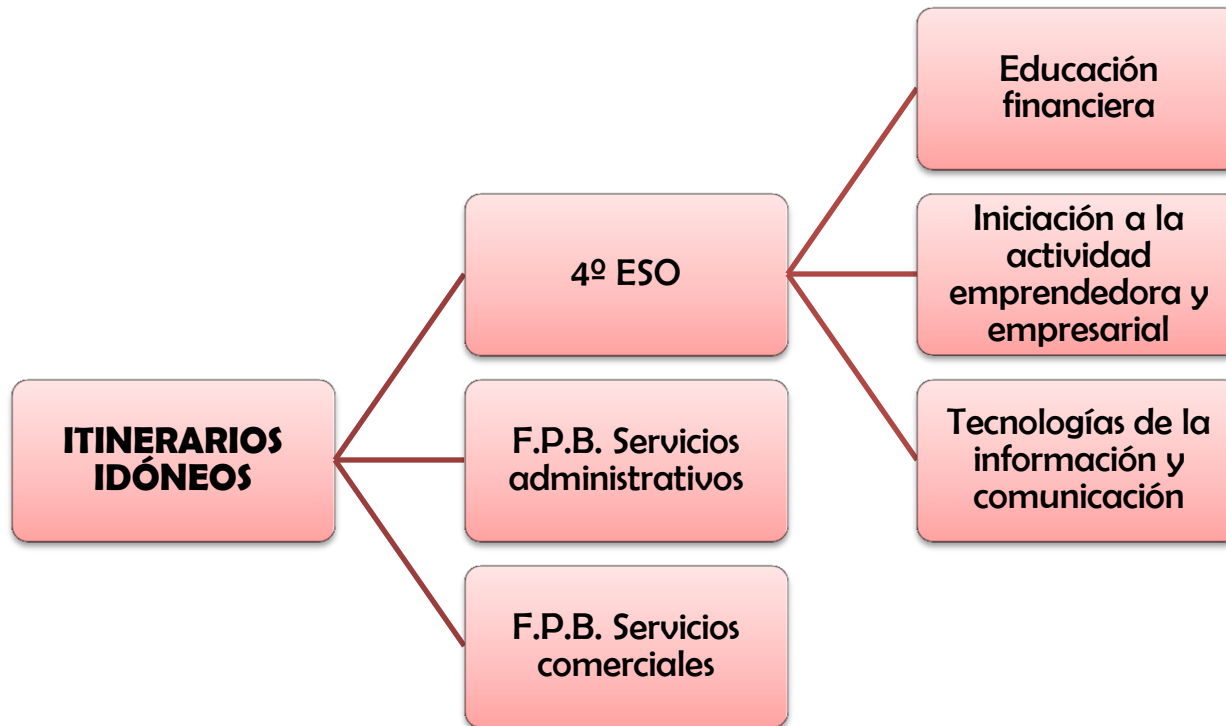 ITINERARIOS
IDÓNEOS
4º ESO
Educación
financiera
Iniciación a la
actividad
emprendedora y
empresarial
Tecnologías de la
información y
comunicación
F.P.B. Servicios
administrativos
F.P.B. Servicios
comerciales